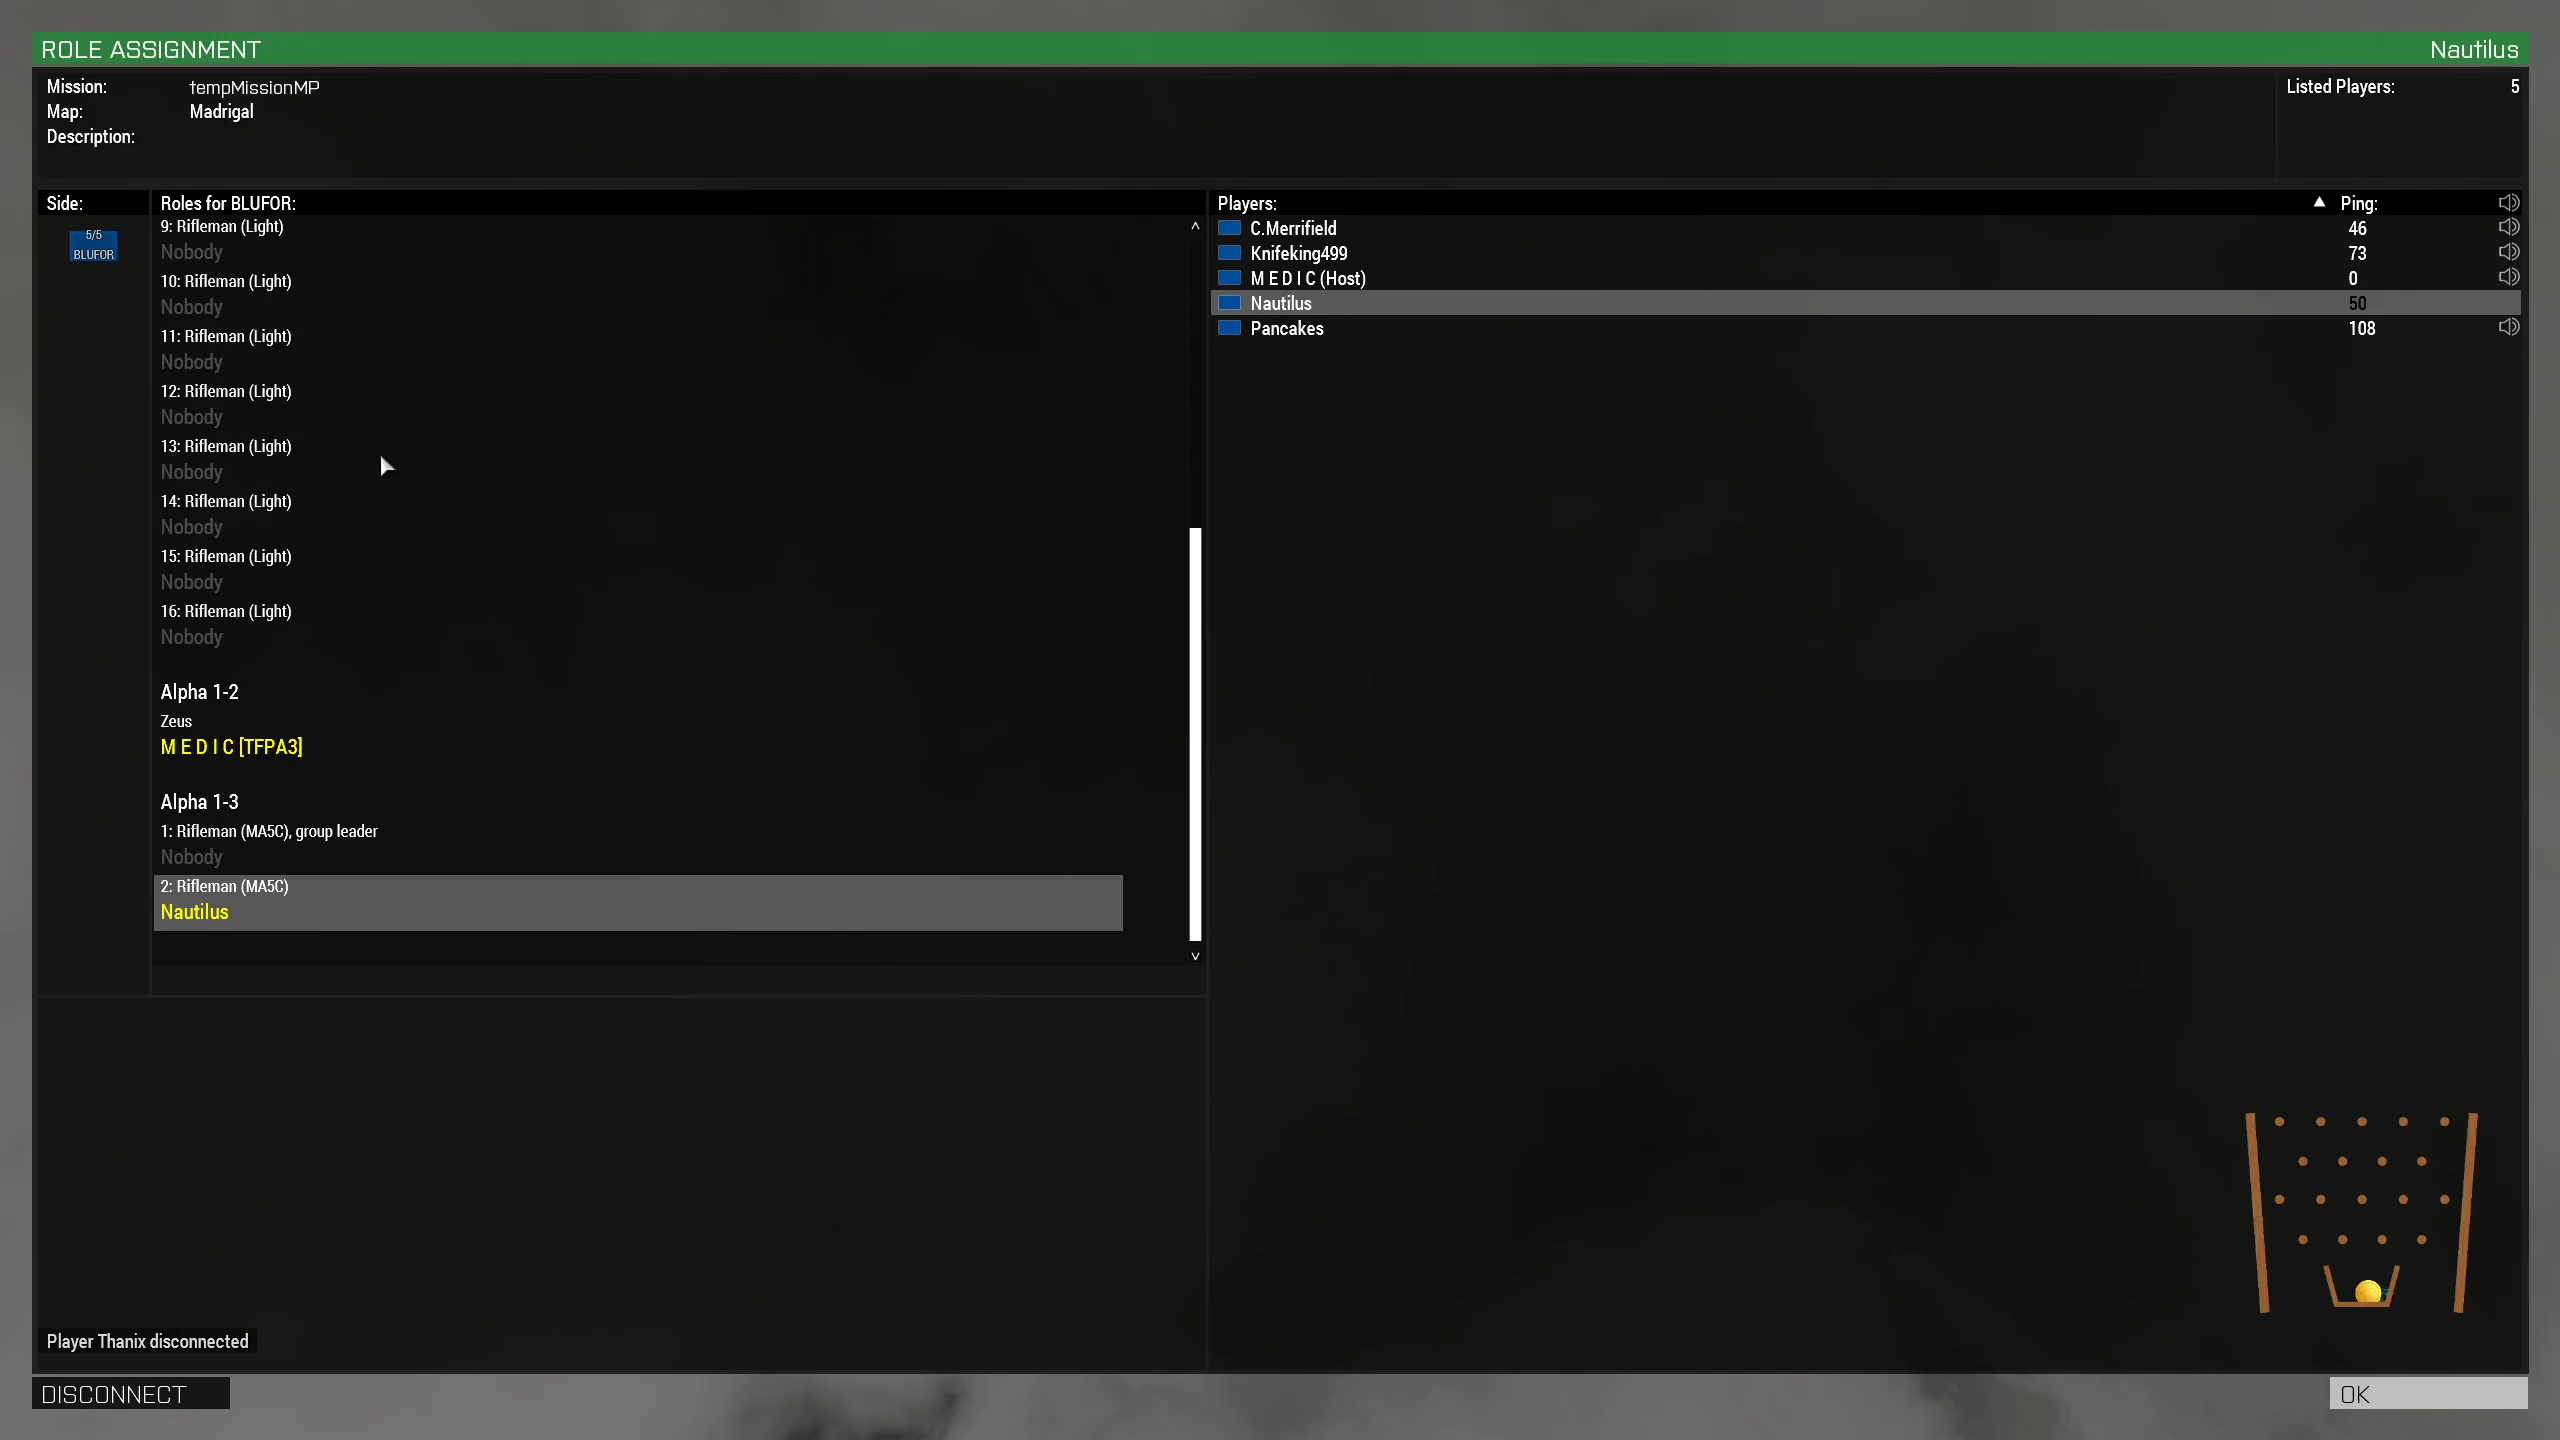 ROLE ASSIGNMENT Nautilus
Mission: tempMissionMP Listed Players: 5
Map: Madrigal
Description:
Side: Roles for BLUFOR: Players: Ping:
5/5
BLUFOR
9: Rifleman (Light)
Nobody
10: Rifleman (Light)
Nobody
11: Rifleman (Light)
Nobody
12: Rifleman (Light)
Nobody
13: Rifleman (Light)
Nobody
14: Rifleman (Light)
Nobody
15: Rifleman (Light)
Nobody
16: Rifleman (Light)
Nobody
Alpha 1-2
Zeus
M E D I C [TFPA3]
Alpha 1-3
1: Rifleman (MA5C), group leader
Nobody
2: Rifleman (MA5C)
Nautilus
C.Merrifield 46
Knifeking499 73
M E D I C (Host) 0
Nautilus 50
Pancakes 108
Player Thanix disconnected
DISCONNECT OK